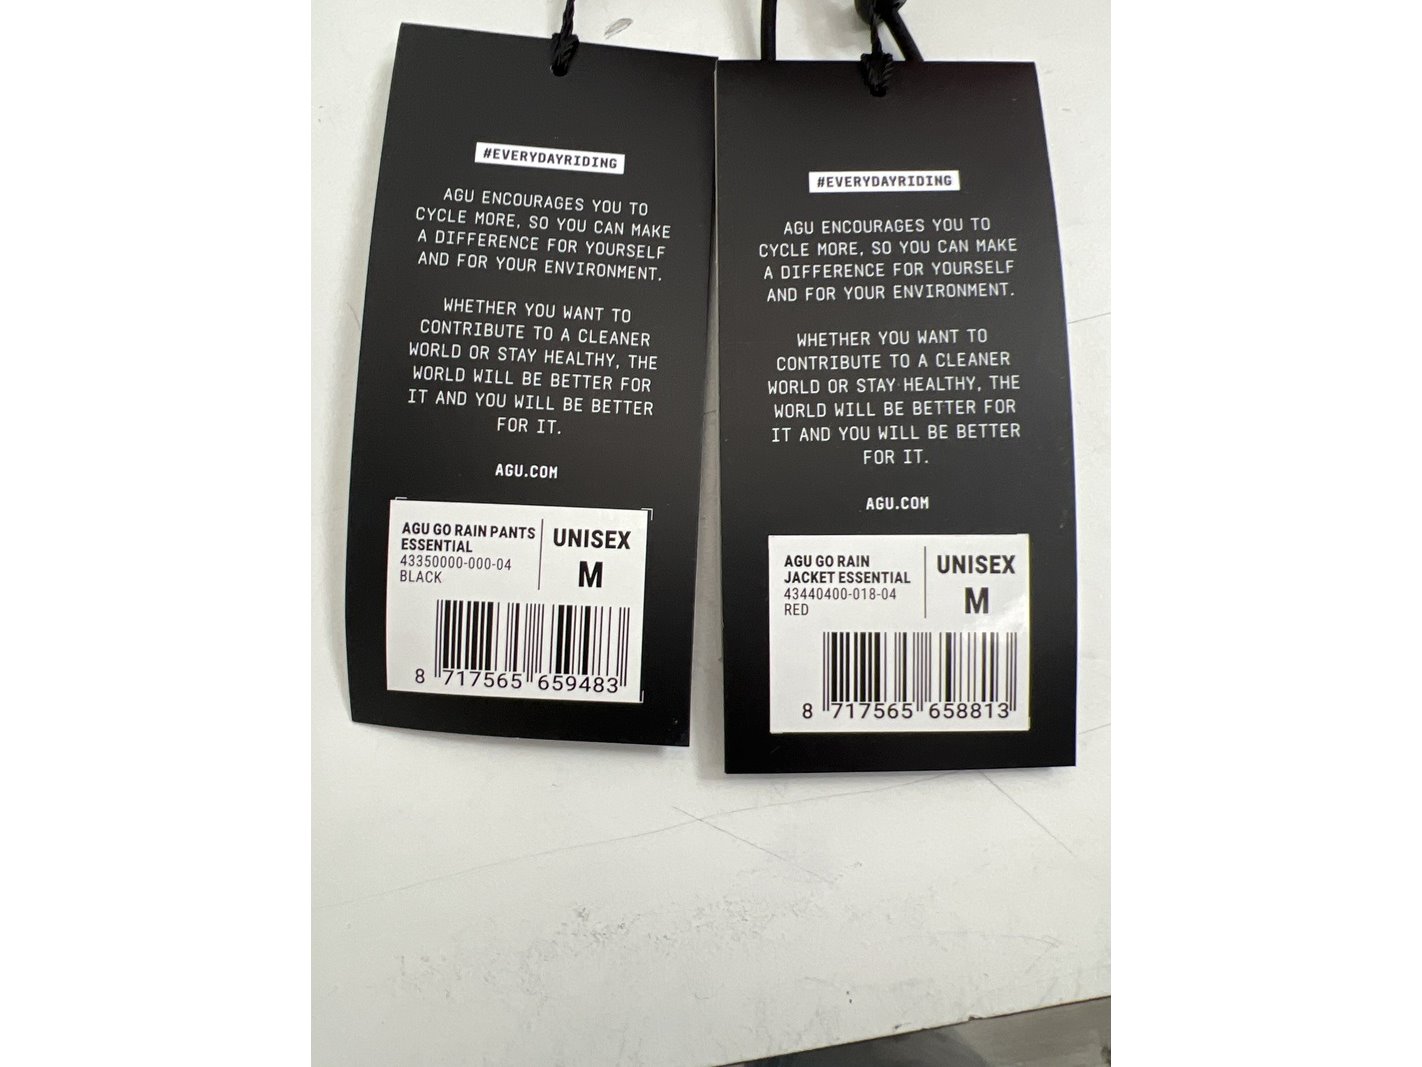 #EVERYDAYRIDING
AGU ENCOURAGES YOU TO
CYCLE MORE, SO YOU CAN MAKE
A DIFFERENCE FOR YOURSELF
AND FOR YOUR ENVIRONMENT.
WHETHER YOU WANT TO
CONTRIBUTE TO A CLEANER
WORLD OR STAY HEALTHY, THE
WORLD WILL BE BETTER FOR
IT AND YOU WILL BE BETTER
FOR IT.
AGU.COM
AGU GO RAIN PANTS
ESSENTIAL
43350000-000-04
BLACK
UNISEX
M
8 717565 659483
#EVERYDAYRIDING
AGU ENCOURAGES YOU TO
CYCLE MORE, SO YOU CAN MAKE
A DIFFERENCE FOR YOURSELF
AND FOR YOUR ENVIRONMENT.
WHETHER YOU WANT TO
CONTRIBUTE TO A CLEANER
WORLD OR STAY HEALTHY, THE
WORLD WILL BE BETTER FOR
IT AND YOU WILL BE BETTER
FOR IT.
AGU.COM
AGU GO RAIN
JACKET ESSENTIAL
43440400-018-04
RED
UNISEX
M
8 717565 658813